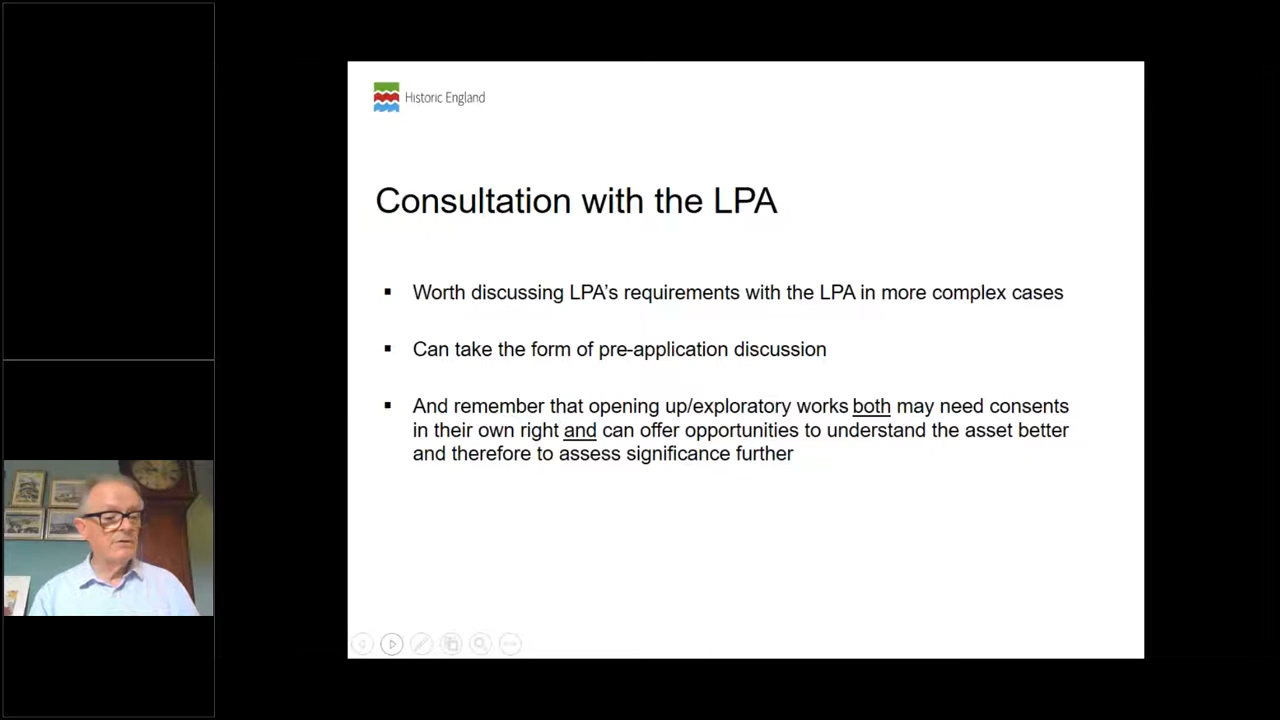 Historic England
Consultation with the LPA
▪ Worth discussing LPA’s requirements with the LPA in more complex cases
▪ Can take the form of pre-application discussion
▪ And remember that opening up/exploratory works both may need consents
in their own right and can offer opportunities to understand the asset better
and therefore to assess significance further